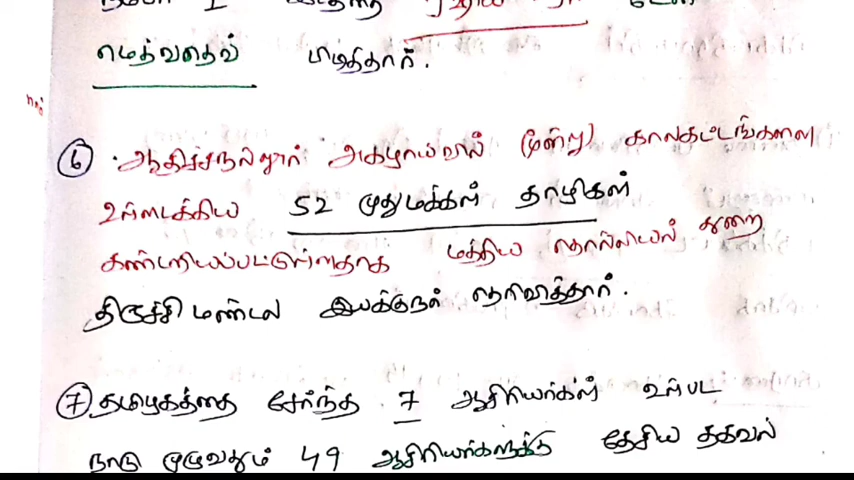 மெத்வதைவ் பிடித்தார்.
⑥ ஆதிச்சநல்லூர் அகழாய்வில் (மூன்று) காலகட்டங்களை
உள்ளடக்கிய 52 முதுமக்கள் தாழிகள்
கண்டறியப்பட்டுள்ளதாக மத்திய தொல்லியல் துறை
திருச்சி மண்டல இயக்குநர் தெரிவித்தார்.
⑦ தமிழகத்தை சேர்ந்த 7 ஆசிரியர்கள் உள்பட
நாடு முழுவதும் 49 ஆசிரியர்களுக்கு தேசிய தகவல்